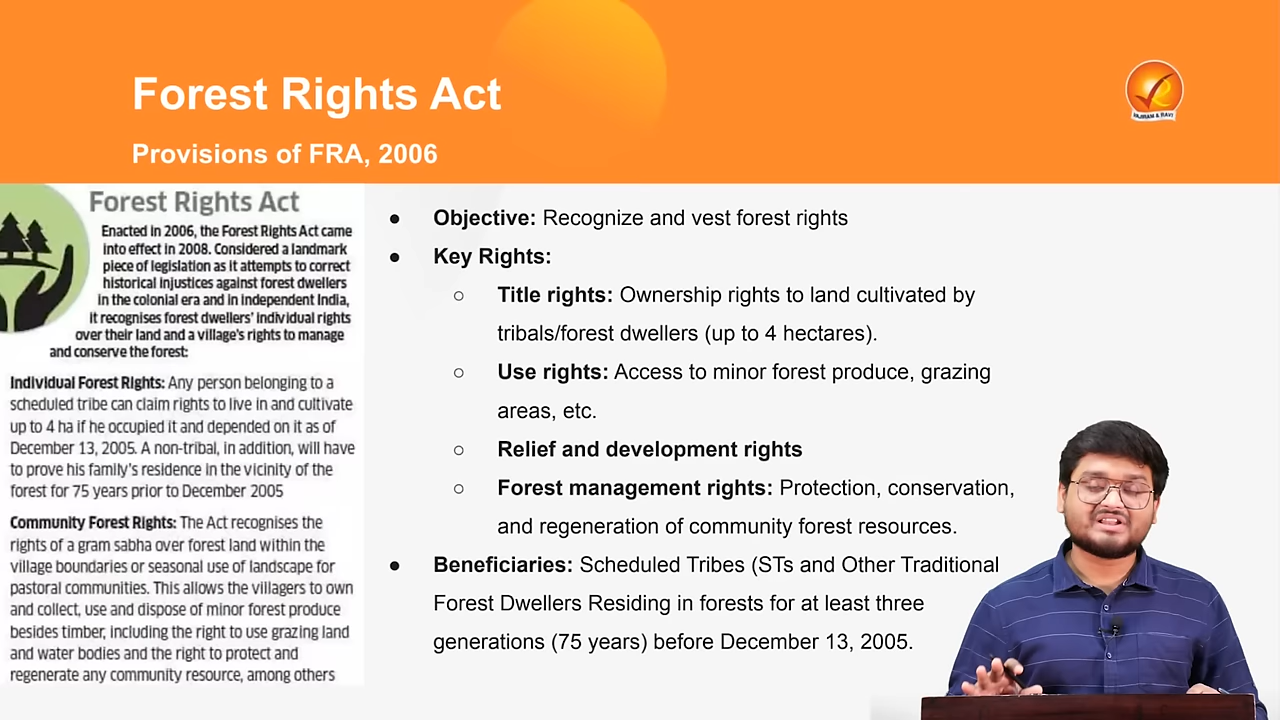 Forest Rights Act
Provisions of FRA, 2006
VAJIRAM & RAVI
Forest Rights Act
Enacted in 2006, the Forest Rights Act came
into effect in 2008. Considered a landmark
piece of legislation as it attempts to correct
historical injustices against forest dwellers
in the colonial era and in independent India,
it recognises forest dwellers' individual rights
over their land and a village's rights to manage
and conserve the forest:
Individual Forest Rights: Any person belonging to a
scheduled tribe can claim rights to live in and cultivate
up to 4 ha if he occupied it and depended on it as of
December 13, 2005. A non-tribal, in addition, will have
to prove his family's residence in the vicinity of the
forest for 75 years prior to December 2005
Community Forest Rights: The Act recognises the
rights of a gram sabha over forest land within the
village boundaries or seasonal use of landscape for
pastoral communities. This allows the villagers to own
and collect, use and dispose of minor forest produce
besides timber, including the right to use grazing land
and water bodies and the right to protect and
regenerate any community resource, among others
● Objective: Recognize and vest forest rights
● Key Rights:
○ Title rights: Ownership rights to land cultivated by
tribals/forest dwellers (up to 4 hectares).
○ Use rights: Access to minor forest produce, grazing
areas, etc.
○ Relief and development rights
○ Forest management rights: Protection, conservation,
and regeneration of community forest resources.
● Beneficiaries: Scheduled Tribes (STs and Other Traditional
Forest Dwellers Residing in forests for at least three
generations (75 years) before December 13, 2005.